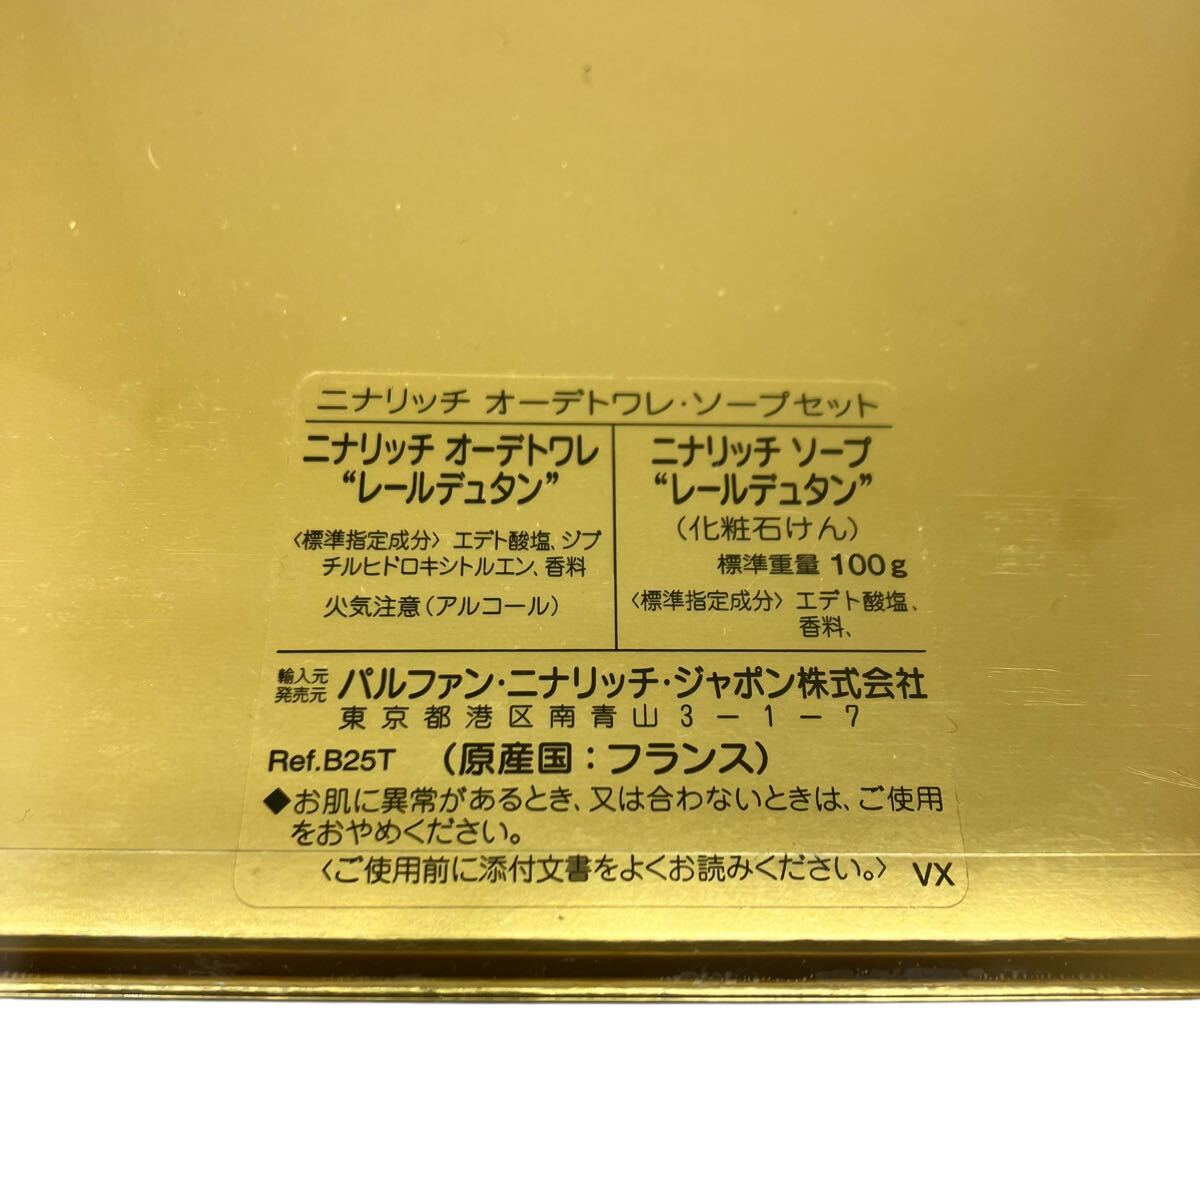 ニナリッチ オーデトワレ・ソープセット
ニナリッチ オーデトワレ
“レールデュタン”
〈標準指定成分〉エデト酸塩、ジブ
チルヒドロキシトルエン、香料
火気注意(アルコール)
ニナリッチ ソープ
“レールデュタン”
(化粧石けん)
標準重量 100g
〈標準指定成分〉エデト酸塩、
香料、
輸入元
発売元
パルファン・ニナリッチ・ジャポン株式会社
東京都港区南青山3-1-7
Ref.B25T (原産国:フランス)
◆お肌に異常があるとき、又は合わないときは、ご使用
をおやめください。
〈ご使用前に添付文書をよくお読みください。〉 VX